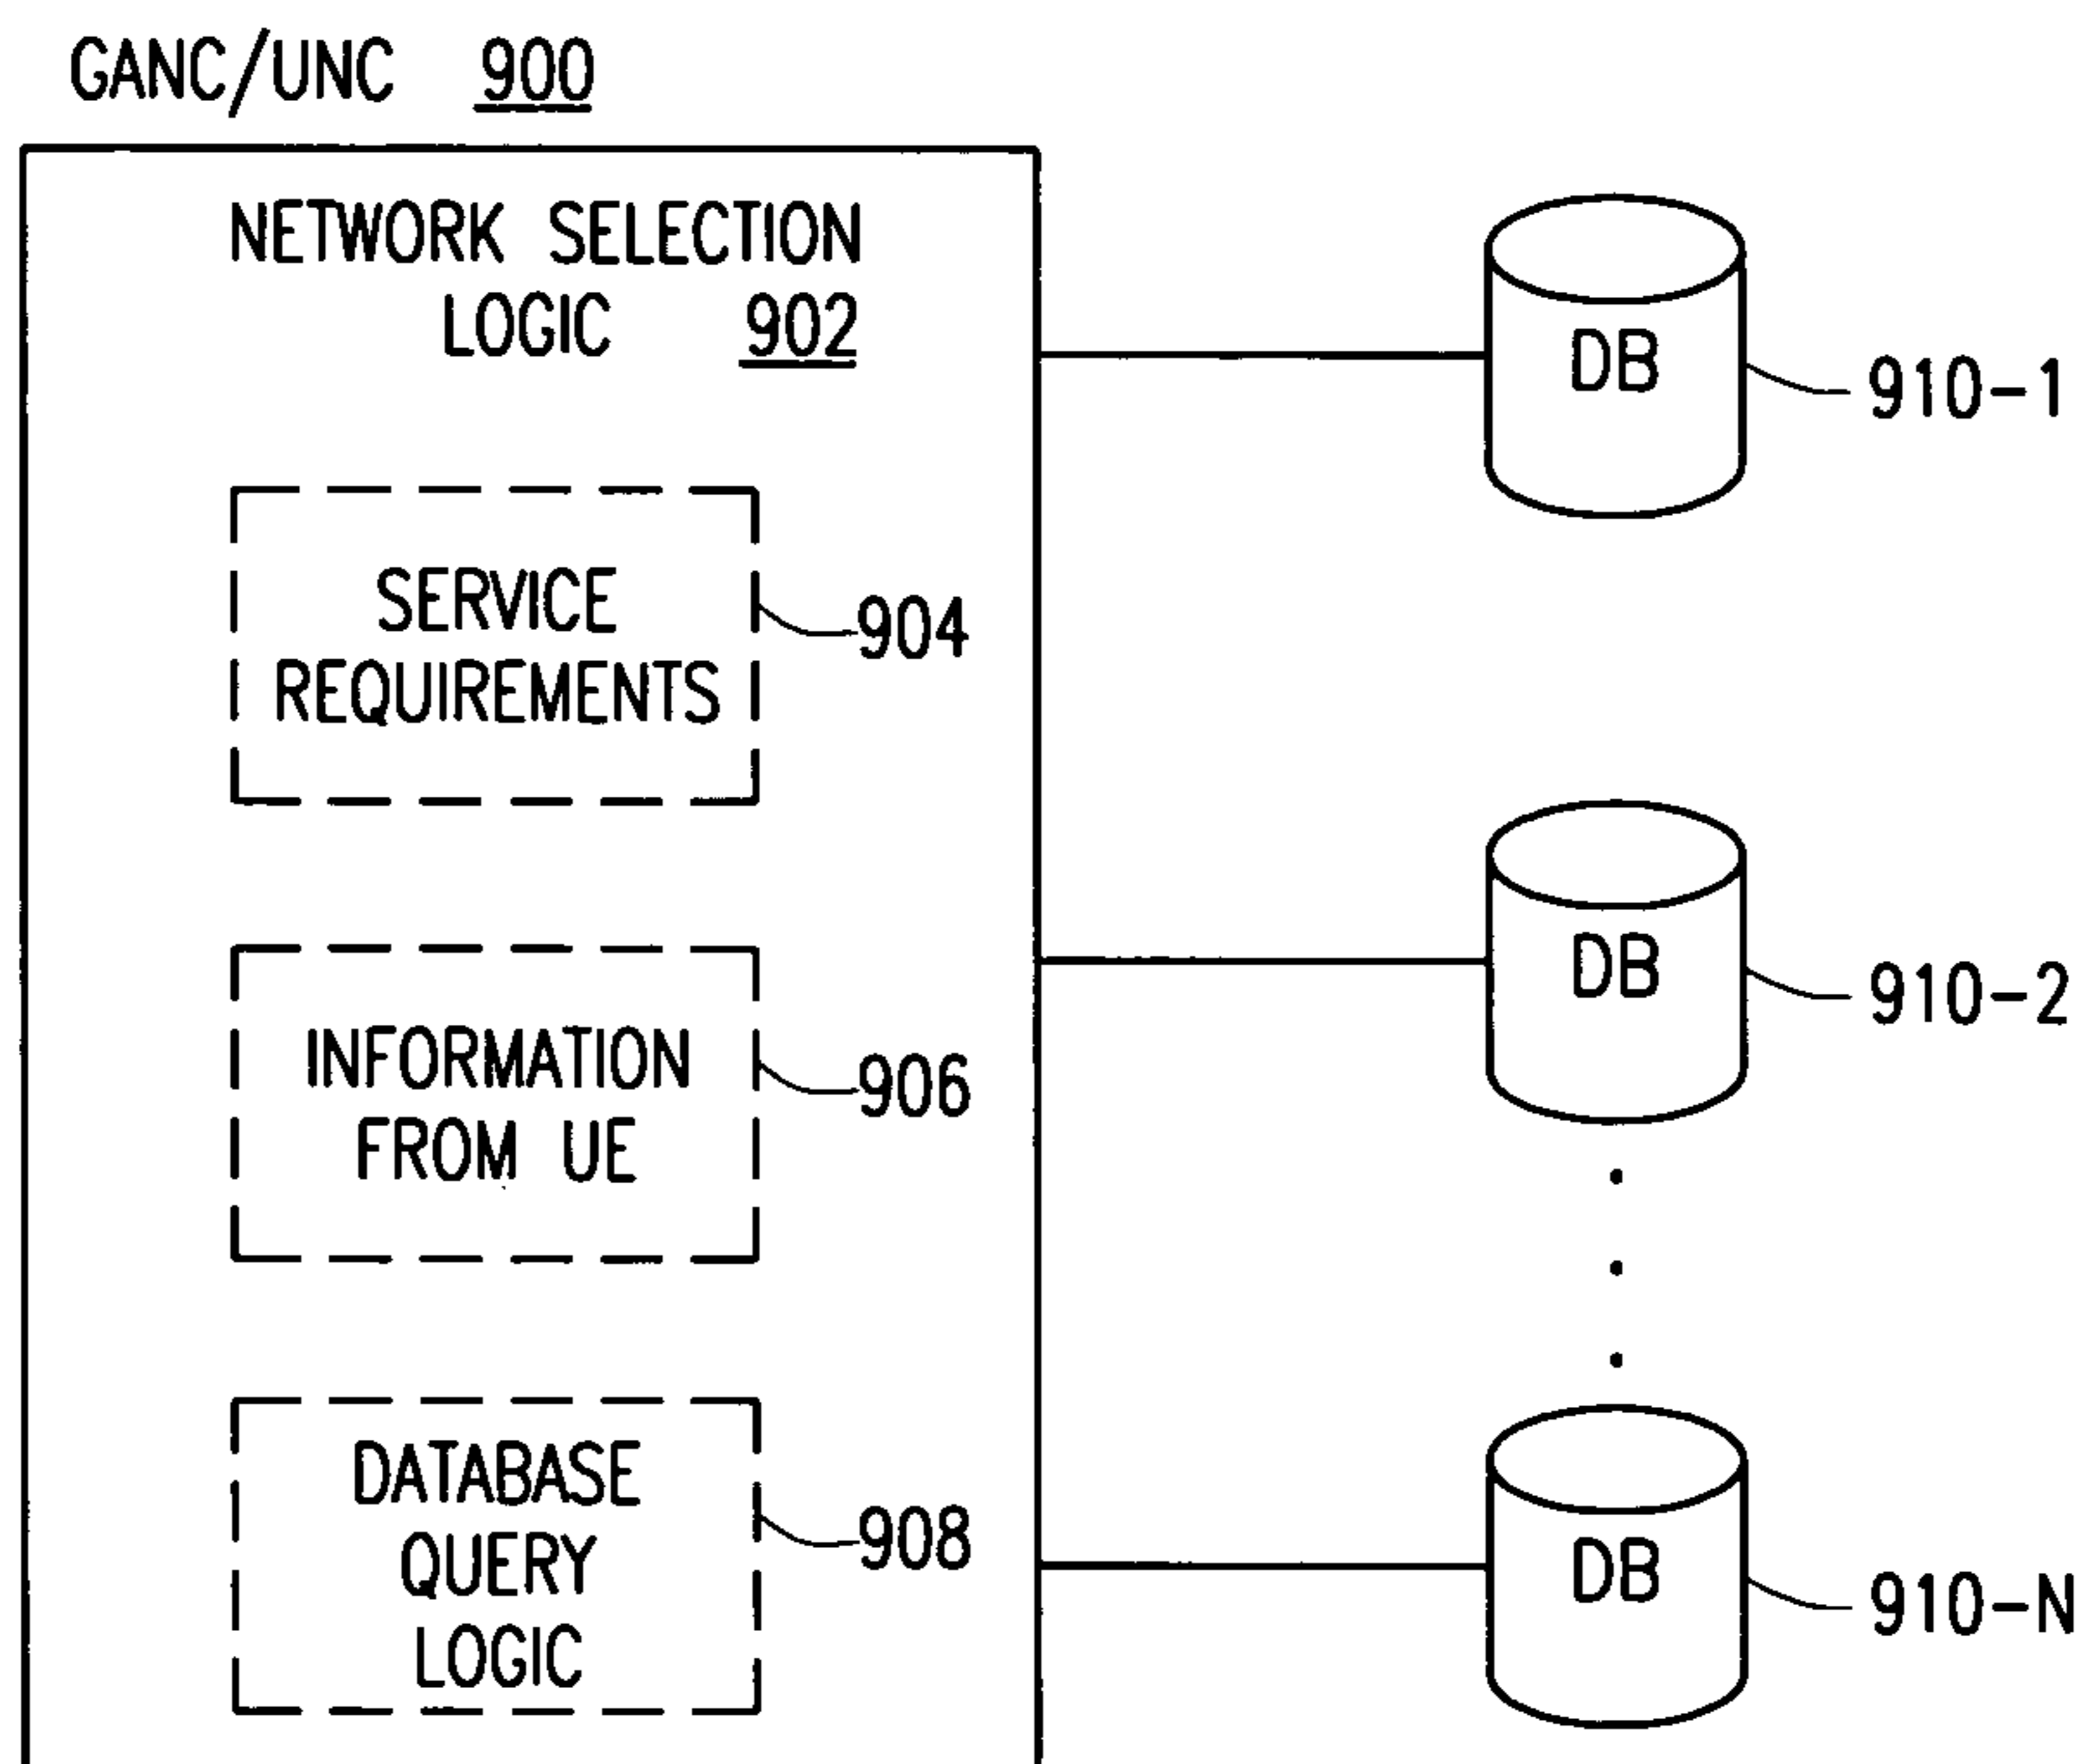 GANC/UNC 900
NETWORK SELECTION
LOGIC 902
DB
910-1
SERVICE
REQUIREMENTS
904
DB
910-2
INFORMATION
FROM UE
906
DATABASE
QUERY
LOGIC
908
DB
910-N